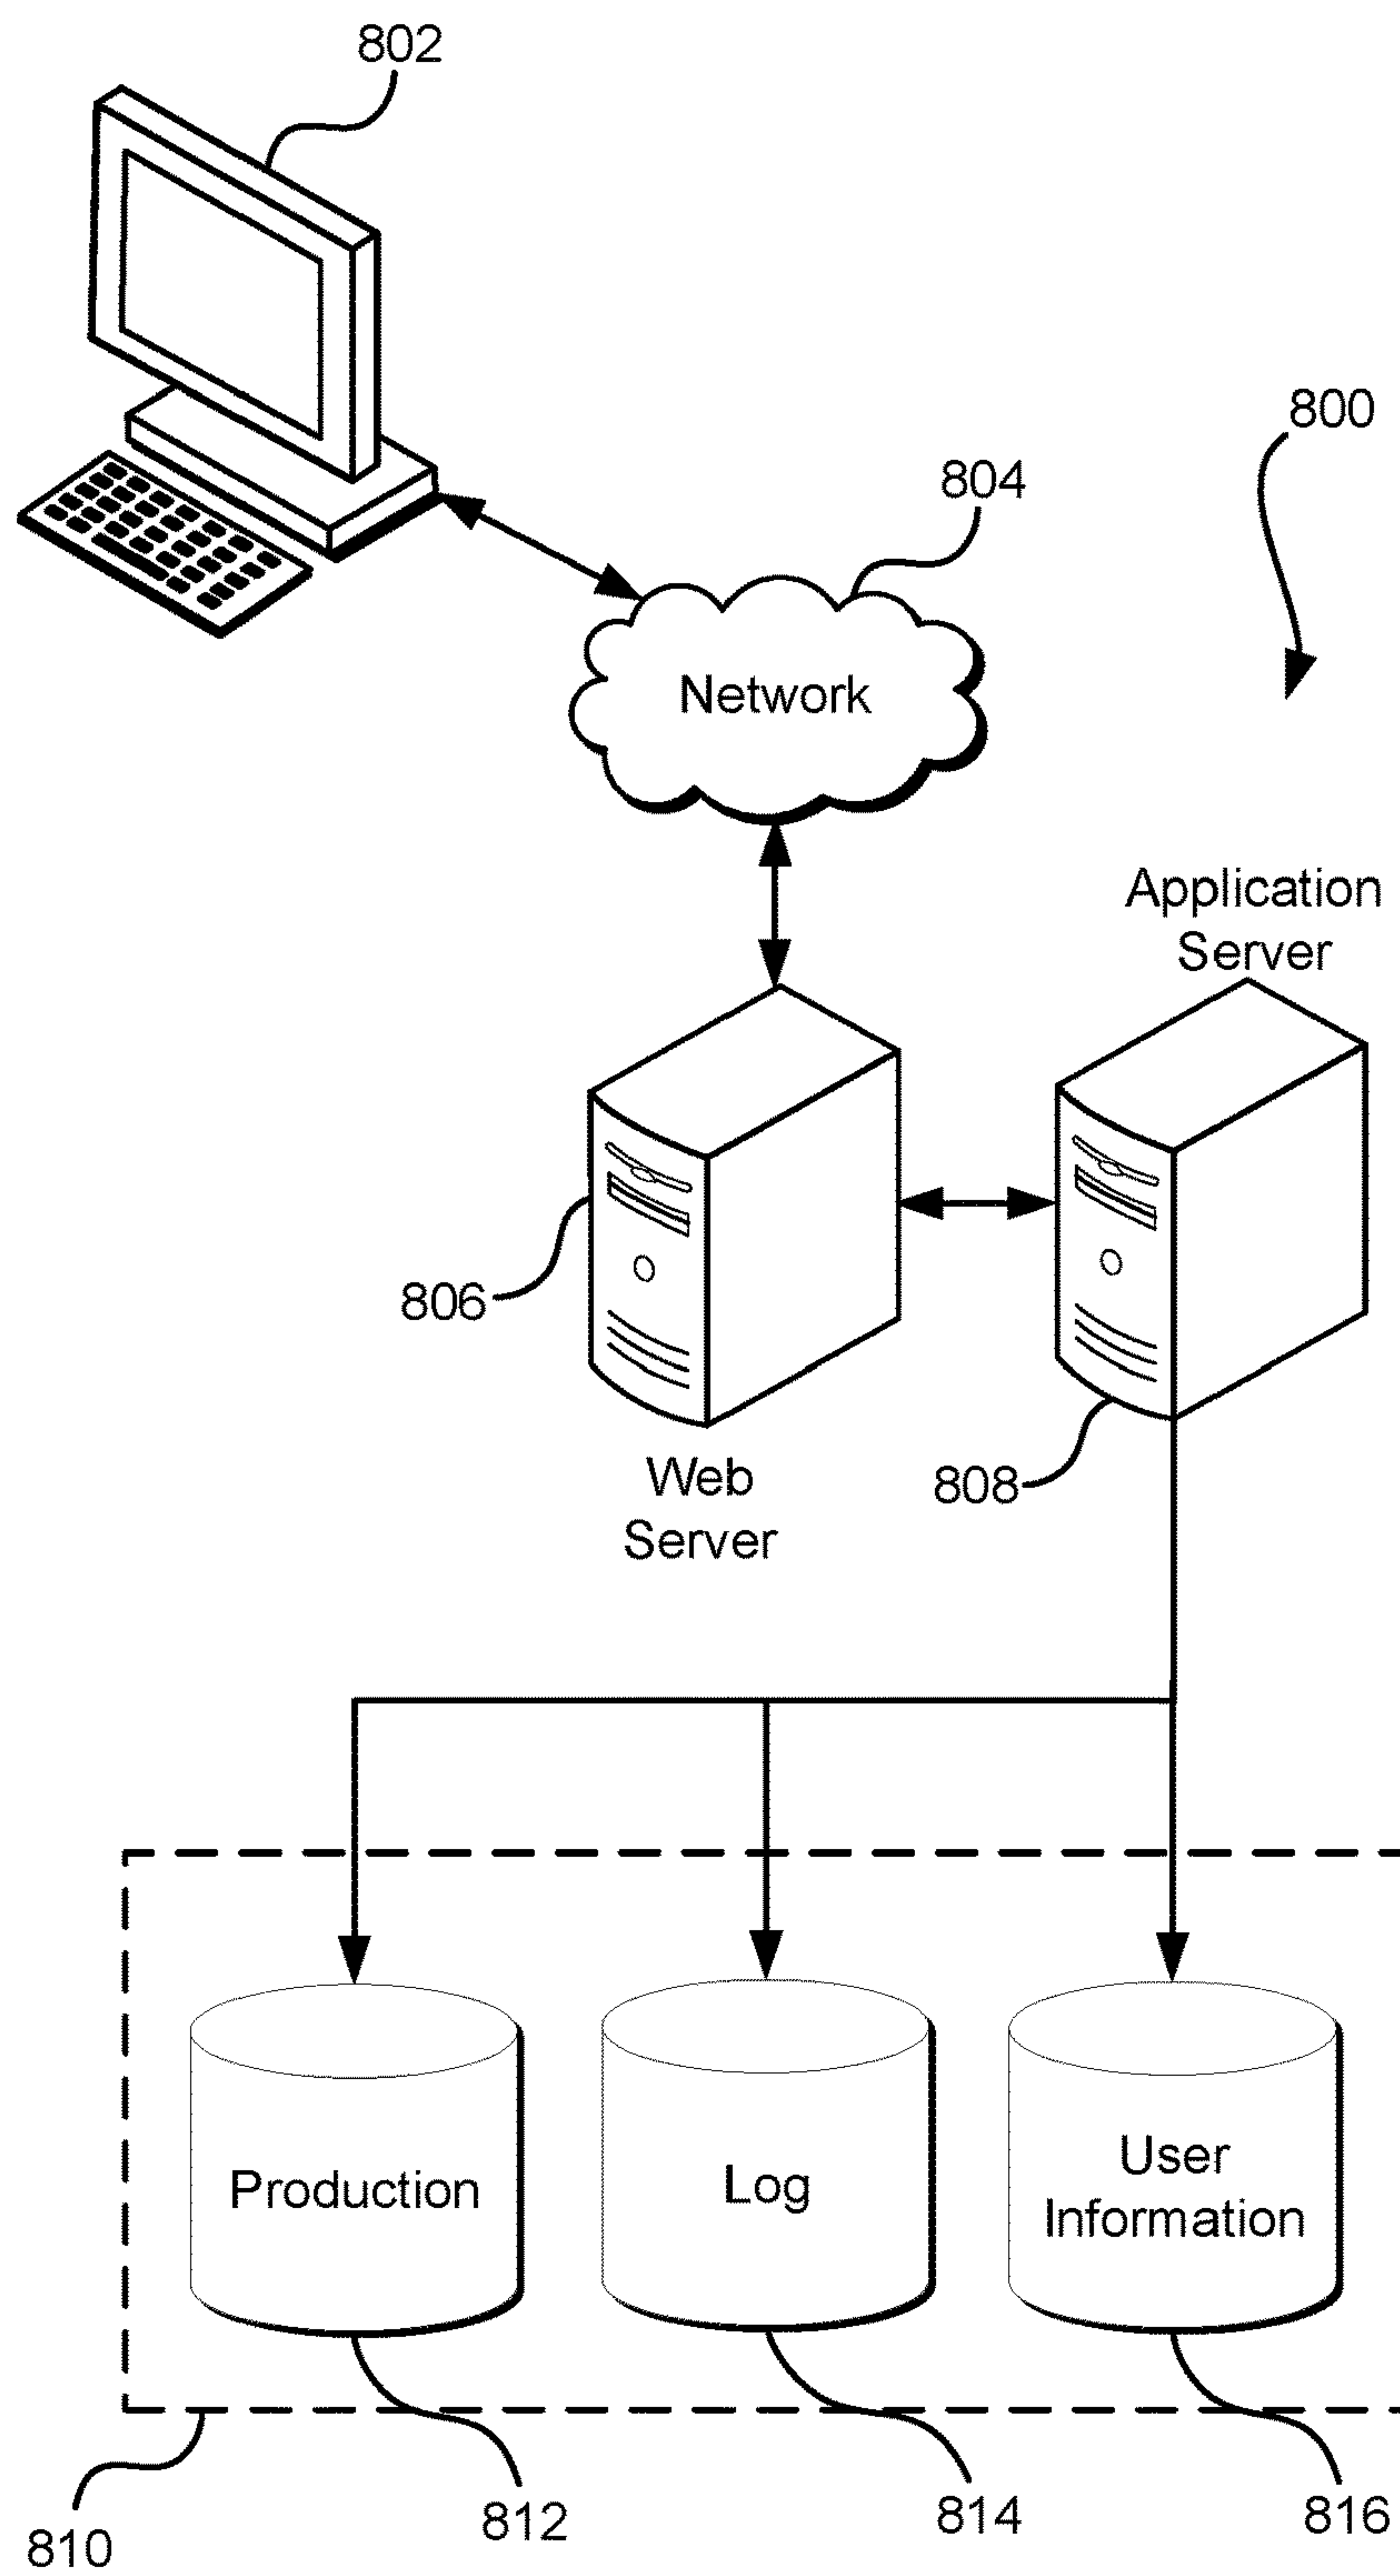 802
800
804
Network
Application
Server
806
808
Web
Server
Production
Log
User
Information
810
812
814
816